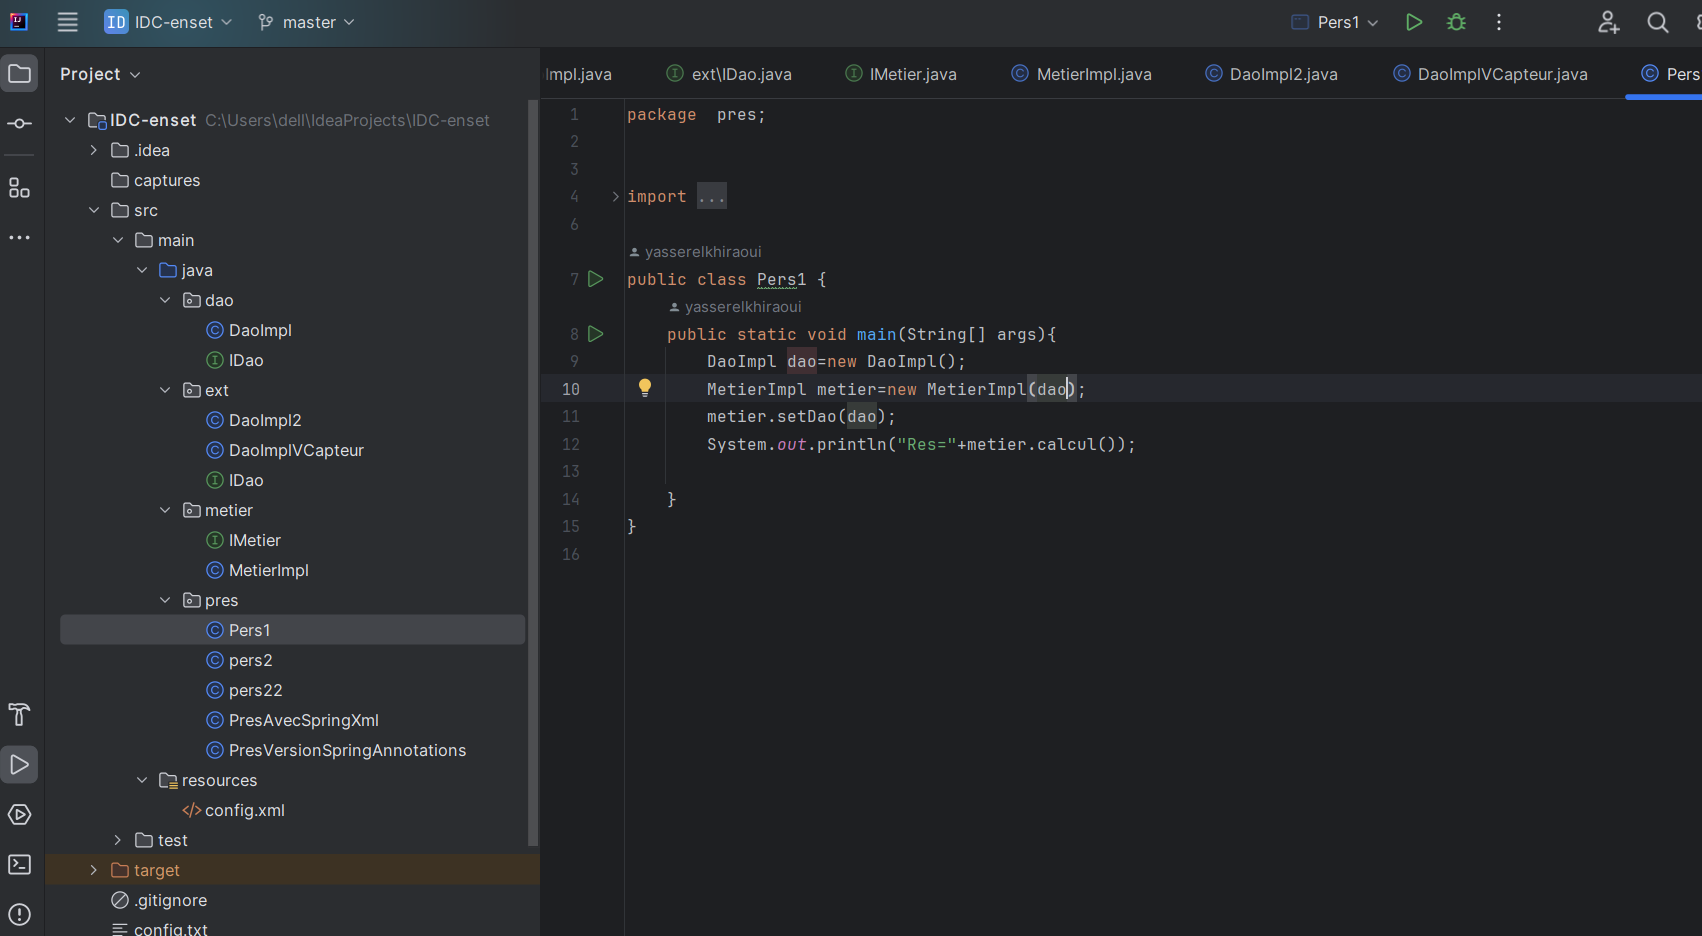 ID IDC-enset master Pers1
Project
Impl.java ext\IDao.java IMetier.java MetierImpl.java DaoImpl2.java DaoImplVCapteur.java Pers
IDC-enset C:\Users\dell\IdeaProjects\IDC-enset
.idea
captures
src
main
java
dao
DaoImpl
IDao
ext
DaoImpl2
DaoImplVCapteur
IDao
metier
IMetier
MetierImpl
pres
Pers1
pers2
pers22
PresAvecSpringXml
PresVersionSpringAnnotations
resources
config.xml
test
target
.gitignore
config.txt
1 package  pres;
2
3
4 import ...
6
yasserelkhiraoui
7 public class Pers1 {
yasserelkhiraoui
8 public static void main(String[] args){
9 DaoImpl dao=new DaoImpl();
10 MetierImpl metier=new MetierImpl(dao);
11 metier.setDao(dao);
12 System.out.println("Res="+metier.calcul());
13
14 }
15 }
16